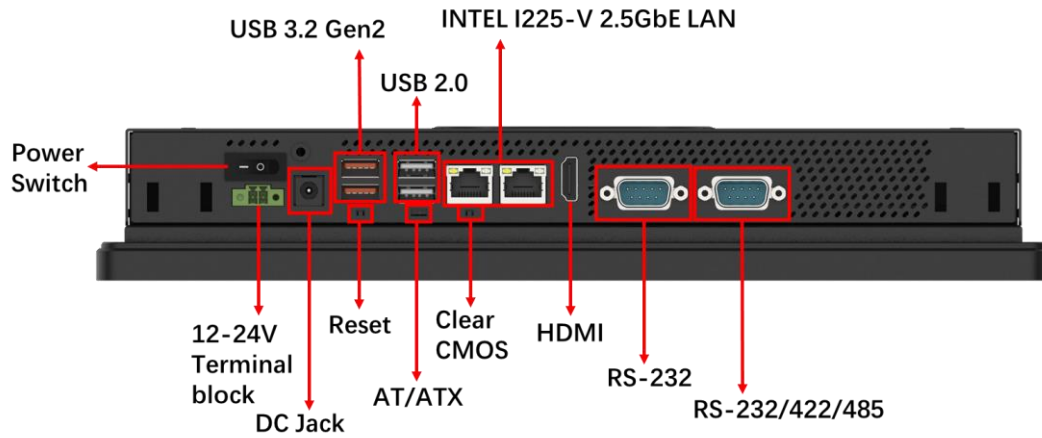 INTEL I225-V 2.5GbE LAN
USB 3.2 Gen2
USB 2.0
Power
Switch
12-24V
Terminal
block
DC Jack
Reset
AT/ATX
Clear
CMOS
HDMI
RS-232
RS-232/422/485